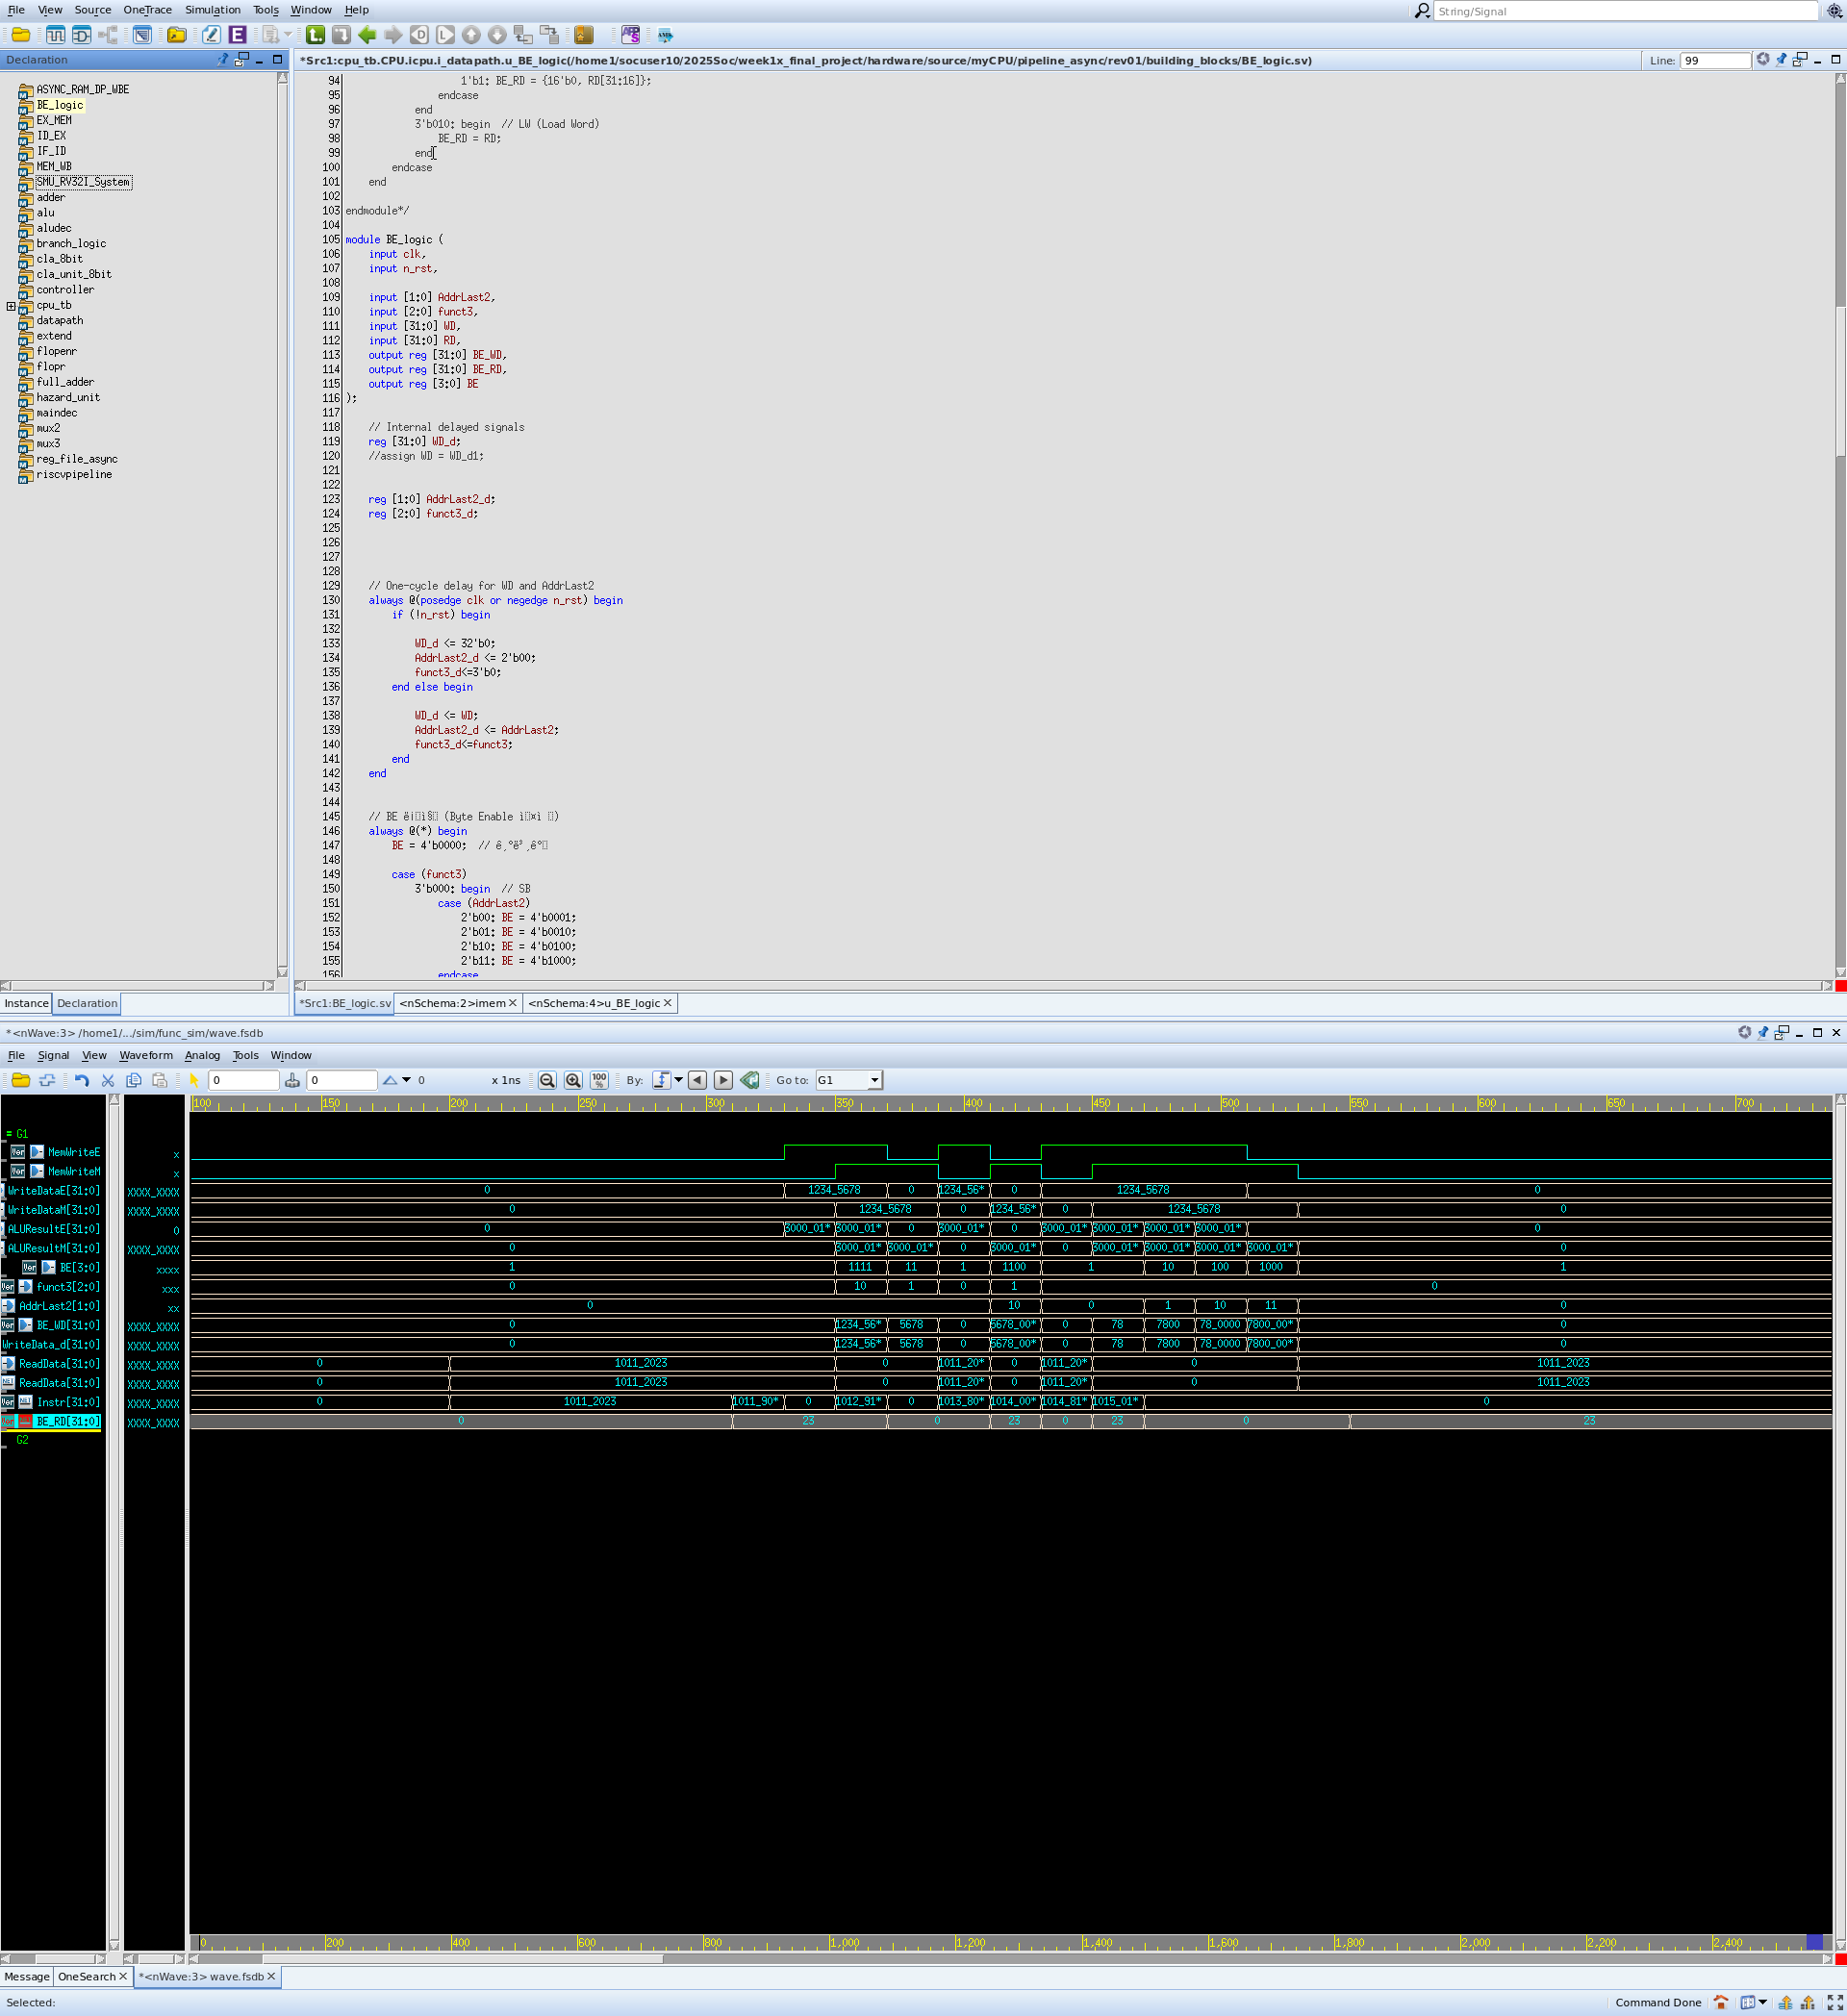 File View Source OneTrace Simulation Tools Window Help
String/Signal
Declaration
*Src1:cpu_tb.CPU.icpu.i_datapath.u_BE_logic(/home1/socuser10/2025Soc/week1x_final_project/hardware/source/myCPU/pipeline_async/rev01/building_blocks/BE_logic.sv)
Line: 99
ASYNC_RAM_DP_WBE
BE_logic
EX_MEM
ID_EX
IF_ID
MEM_WB
SMU_RV32I_System
adder
alu
aludec
branch_logic
cla_8bit
cla_unit_8bit
controller
cpu_tb
datapath
extend
flopenr
flopr
full_adder
hazard_unit
maindec
mux2
mux3
reg_file_async
riscvpipeline
94 1'b1: BE_RD = {16'b0, RD[31:16]};
95 endcase
96 end
97 3'b010: begin // LW (Load Word)
98 BE_RD = RD;
99 end
100 endcase
101 end
102
103 endmodule*/
104
105 module BE_logic (
106 input clk,
107 input n_rst,
108
109 input [1:0] AddrLast2,
110 input [2:0] funct3,
111 input [31:0] WD,
112 input [31:0] RD,
113 output reg [31:0] BE_WD,
114 output reg [31:0] BE_RD,
115 output reg [3:0] BE
116 );
117
118 // Internal delayed signals
119 reg [31:0] WD_d;
120 //assign WD = WD_d1;
121
122
123 reg [1:0] AddrLast2_d;
124 reg [2:0] funct3_d;
125
126
127
128
129 // One-cycle delay for WD and AddrLast2
130 always @(posedge clk or negedge n_rst) begin
131 if (!n_rst) begin
132
133 WD_d <= 32'b0;
134 AddrLast2_d <= 2'b00;
135 funct3_d<=3'b0;
136 end else begin
137
138 WD_d <= WD;
139 AddrLast2_d <= AddrLast2;
140 funct3_d<=funct3;
141 end
142 end
143
144
145 // BE (Byte Enable
146 always @(*) begin
147 BE = 4'b0000; //
148
149 case (funct3)
150 3'b000: begin // SB
151 case (AddrLast2)
152 2'b00: BE = 4'b0001;
153 2'b01: BE = 4'b0010;
154 2'b10: BE = 4'b0100;
155 2'b11: BE = 4'b1000;
156 endcase
Instance Declaration
*Src1:BE_logic.sv <nSchema:2>imem <nSchema:4>u_BE_logic
*<nWave:3> /home1/.../sim/func_sim/wave.fsdb
File Signal View Waveform Analog Tools Window
0 0 0 x 1ns 100% By: Go to: G1
100 150 200 250 300 350 400 450 500 550 600 650 700
G1
MemWriteE x
MemWriteM x
WriteDataE[31:0] XXXX_XXXX 0 1234_5678 0 1234_56* 0 1234_5678 0
WriteDataM[31:0] XXXX_XXXX 0 1234_5678 0 1234_56* 0 1234_5678 0
ALUResultE[31:0] 0 0 3000_01* 3000_01* 0 3000_01* 0 3000_01* 3000_01* 3000_01* 3000_01* 0
ALUResultM[31:0] XXXX_XXXX 0 3000_01* 3000_01* 0 3000_01* 0 3000_01* 3000_01* 3000_01* 3000_01* 0
BE[3:0] xxxx 1 1111 11 1 1100 1 10 100 1000 1
funct3[2:0] xxx 0 10 1 0 1 0
AddrLast2[1:0] xx 0 10 0 1 10 11 0
BE_WD[31:0] XXXX_XXXX 0 1234_56* 5678 0 5678_00* 0 78 7800 78_0000 7800_00* 0
WriteData_d[31:0] XXXX_XXXX 0 1234_56* 5678 0 5678_00* 0 78 7800 78_0000 7800_00* 0
ReadData[31:0] XXXX_XXXX 0 1011_2023 0 1011_20* 0 1011_20* 0 1011_2023
ReadData[31:0] XXXX_XXXX 0 1011_2023 0 1011_20* 0 1011_20* 0 1011_2023
Instr[31:0] XXXX_XXXX 0 1011_2023 1011_90* 0 1012_91* 0 1013_80* 1014_00* 1014_81* 1015_01* 0
BE_RD[31:0] XXXX_XXXX 0 23 0 23 0 23 0 23
G2
0 200 400 600 800 1,000 1,200 1,400 1,600 1,800 2,000 2,200 2,400
Message OneSearch *<nWave:3> wave.fsdb
Selected: Command Done